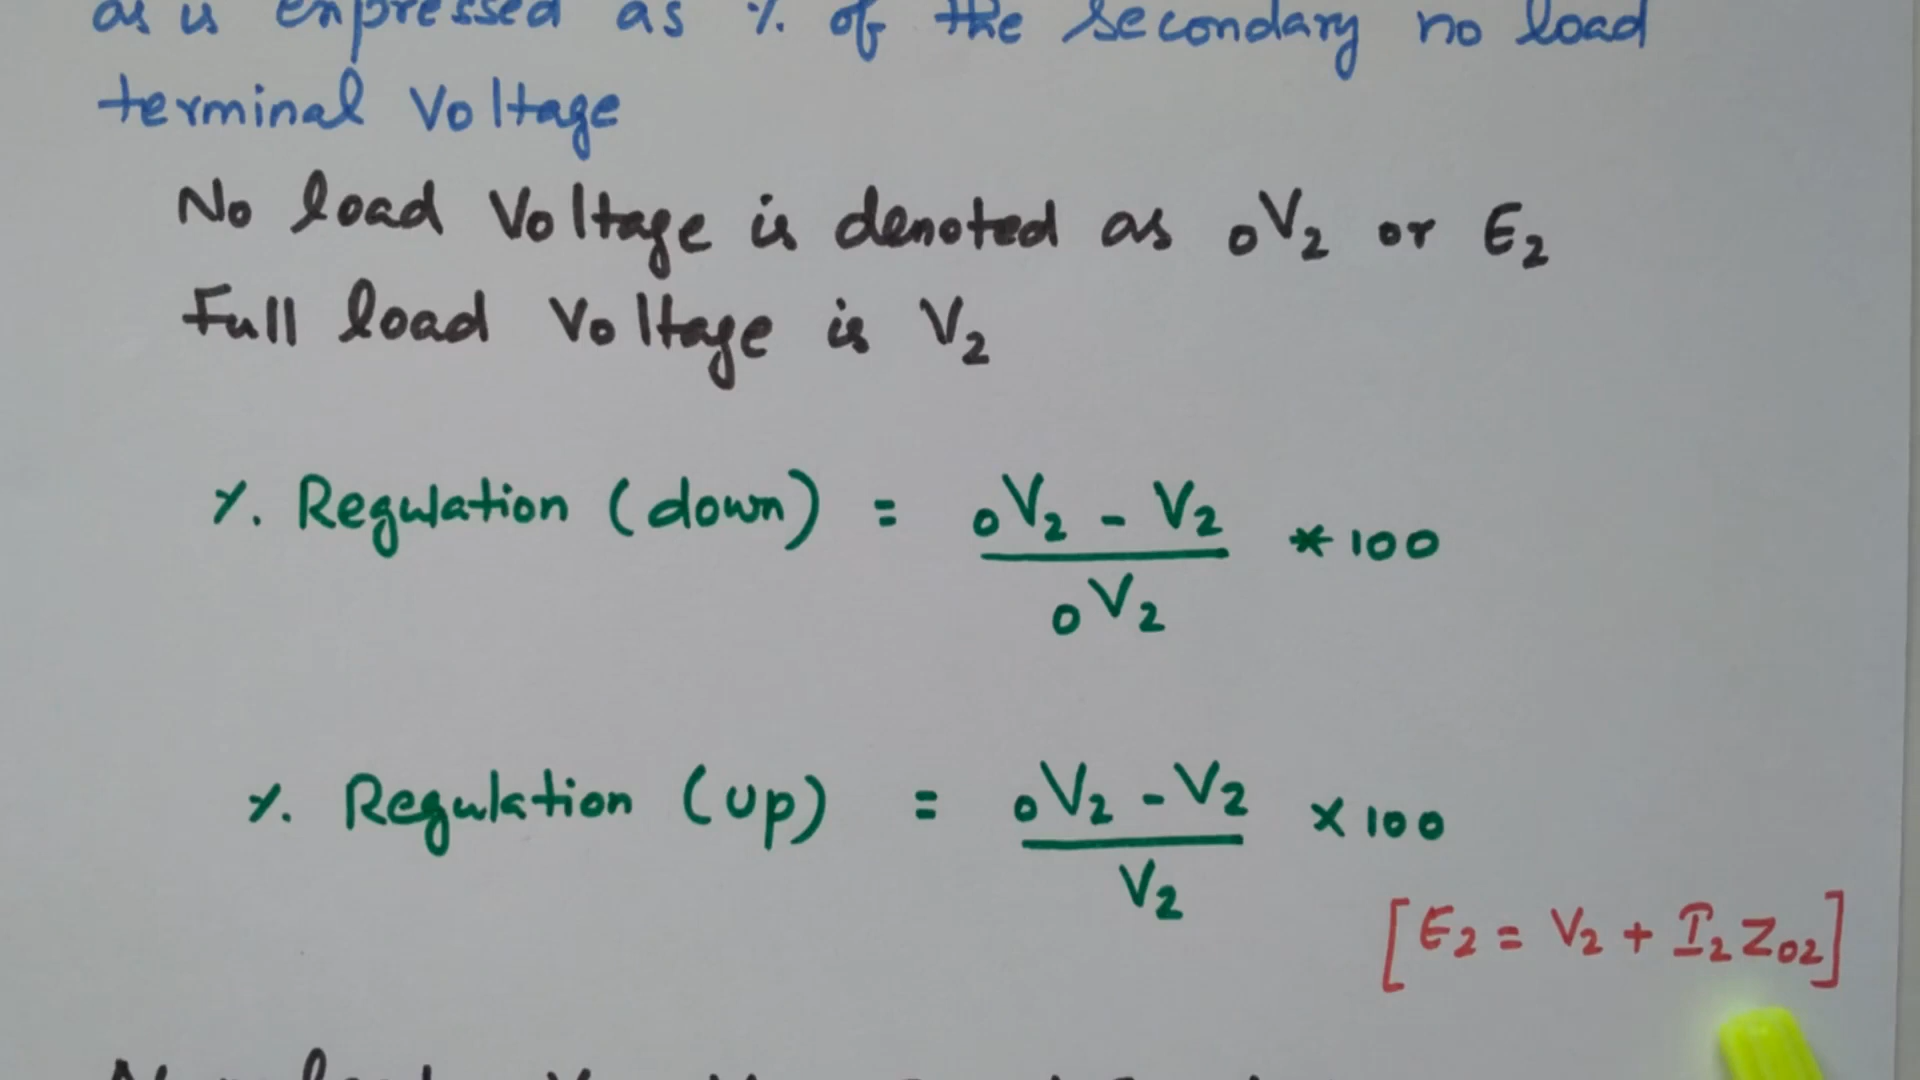 as is expressed as % of the secondary no load
terminal Voltage
No load Voltage is denoted as ₀V₂ or E₂
Full load Voltage is V₂
% Regulation (down) = (₀V₂ - V₂) / ₀V₂ * 100
% Regulation (up) = (₀V₂ - V₂) / V₂ × 100
[E₂ = V₂ + I₂ Z₀₂]